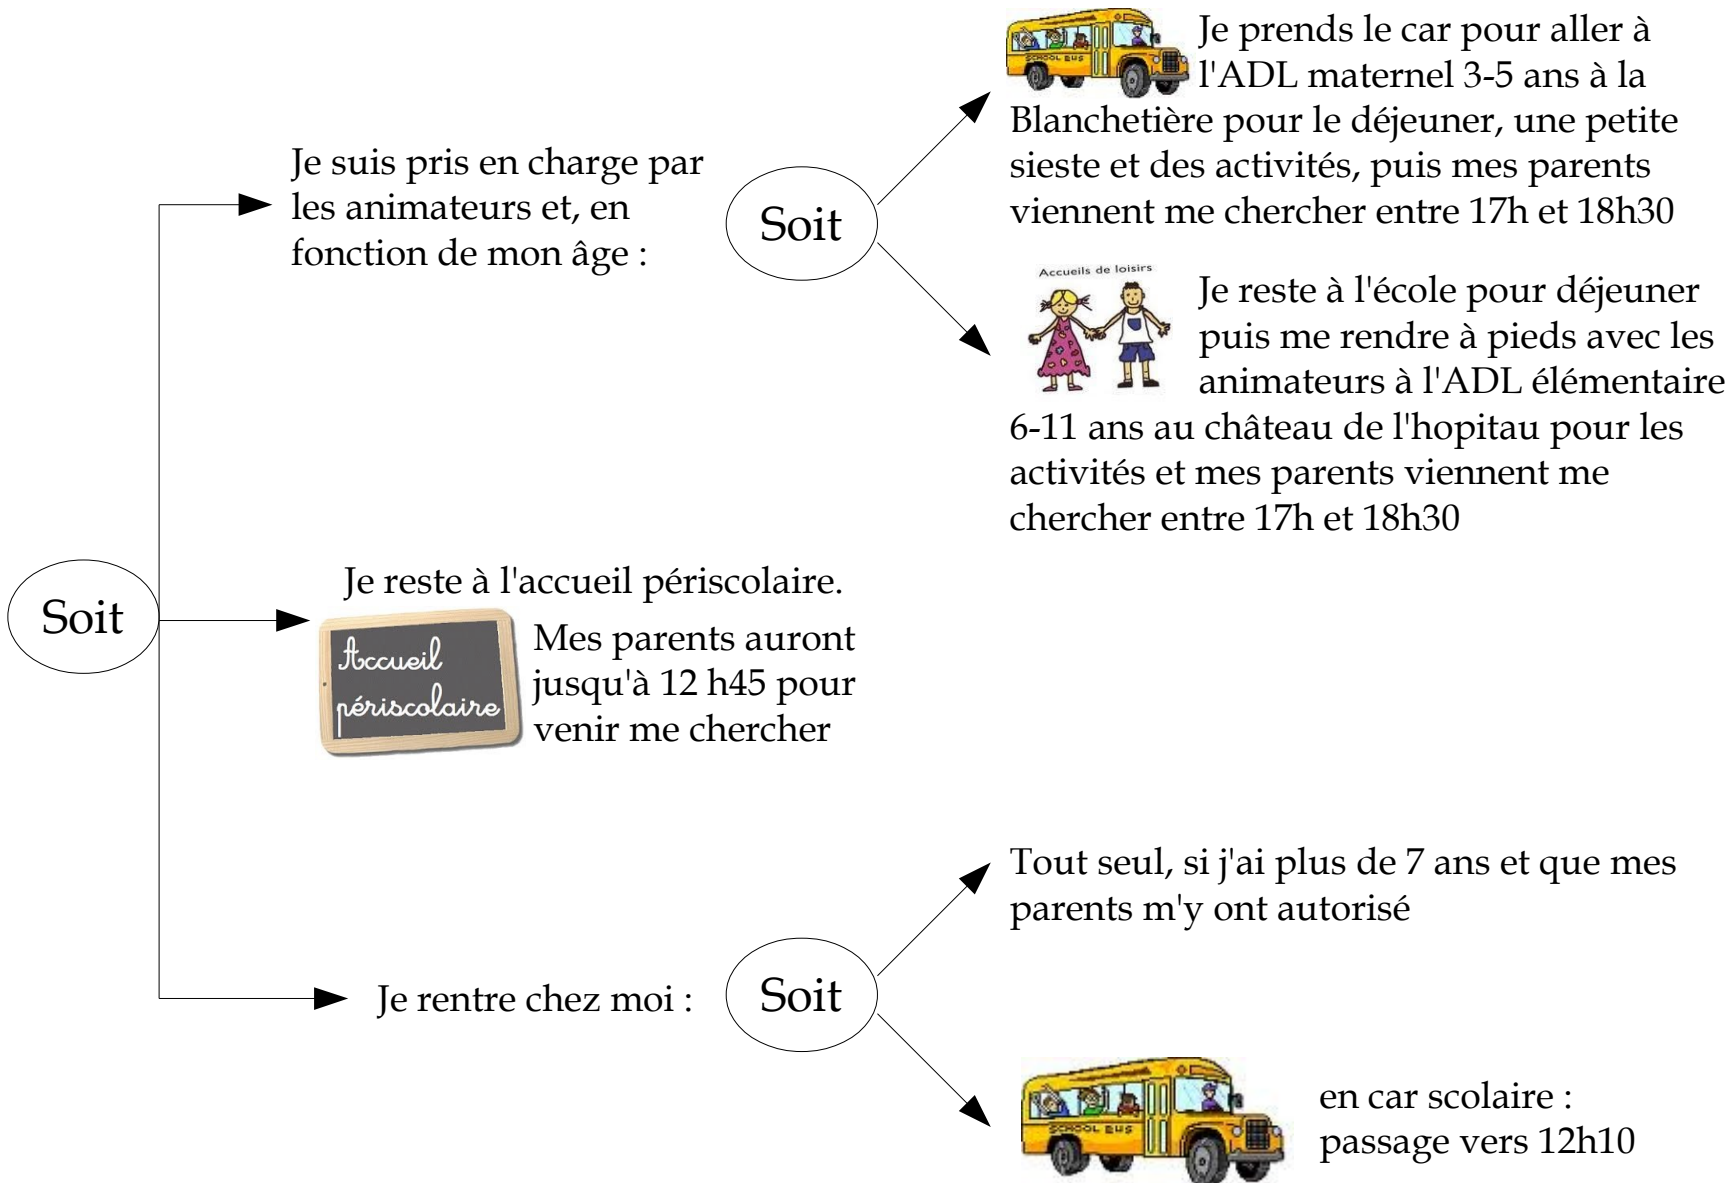 SCHOOL BUS
Je prends le car pour aller à
l'ADL maternel 3-5 ans à la
Blanchetière pour le déjeuner, une petite
sieste et des activités, puis mes parents
viennent me chercher entre 17h et 18h30
Je suis pris en charge par
les animateurs et, en
fonction de mon âge :
Soit
Accueils de loisirs
Je reste à l'école pour déjeuner
puis me rendre à pieds avec les
animateurs à l'ADL élémentaire
6-11 ans au château de l'hopitau pour les
activités et mes parents viennent me
chercher entre 17h et 18h30
Soit
Je reste à l'accueil périscolaire.
Accueil
périscolaire
Mes parents auront
jusqu'à 12 h45 pour
venir me chercher
Je rentre chez moi :
Soit
Tout seul, si j'ai plus de 7 ans et que mes
parents m'y ont autorisé
SCHOOL BUS
en car scolaire :
passage vers 12h10